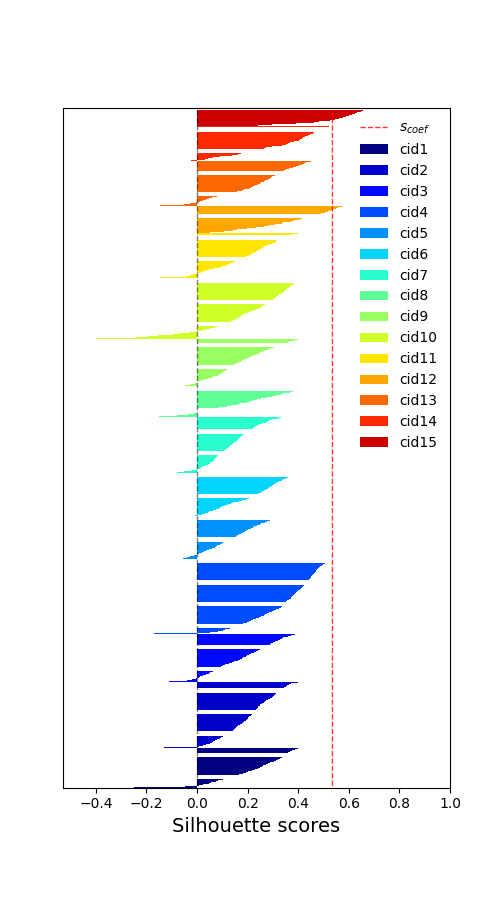 s_coef
cid1
cid2
cid3
cid4
cid5
cid6
cid7
cid8
cid9
cid10
cid11
cid12
cid13
cid14
cid15
−0.4 −0.2 0.0 0.2 0.4 0.6 0.8 1.0
Silhouette scores